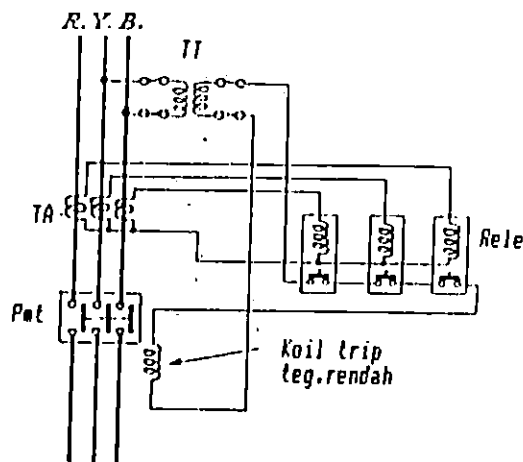 R. Y. B.
TT
TA
Rele
Pmt
Koil trip
teg.rendah